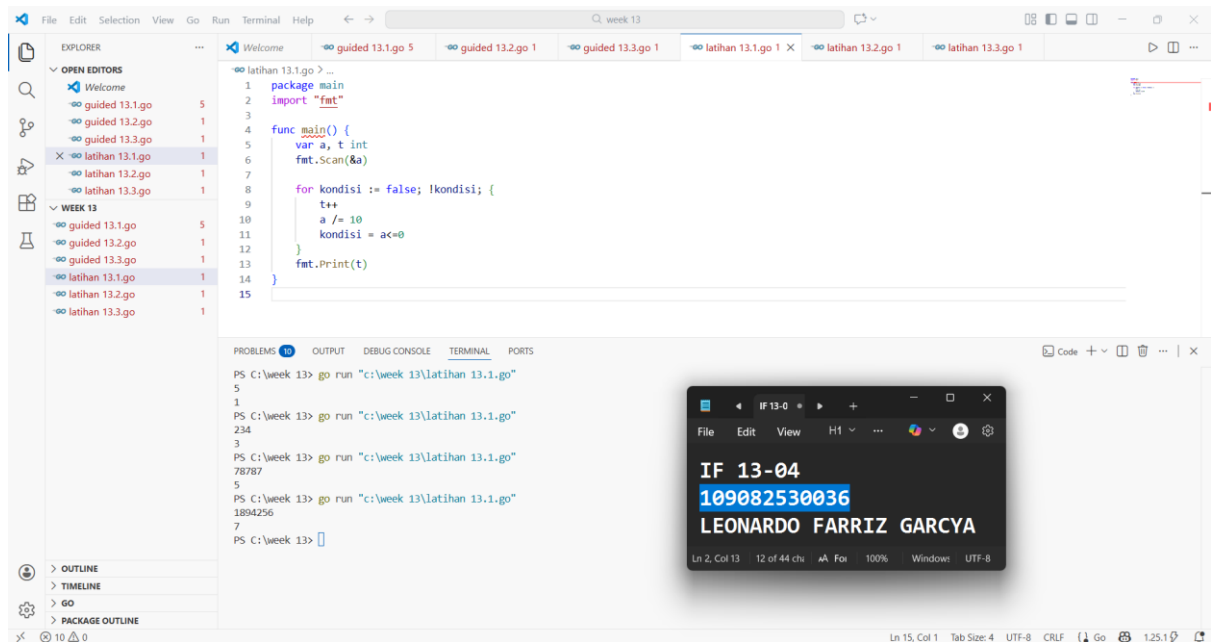 File Edit Selection View Go Run Terminal Help
week 13
EXPLORER
OPEN EDITORS
Welcome
guided 13.1.go 5
guided 13.2.go 1
guided 13.3.go 1
latihan 13.1.go 1
latihan 13.2.go 1
latihan 13.3.go 1
WEEK 13
guided 13.1.go 5
guided 13.2.go 1
guided 13.3.go 1
latihan 13.1.go 1
latihan 13.2.go 1
latihan 13.3.go 1
OUTLINE
TIMELINE
GO
PACKAGE OUTLINE
Welcome guided 13.1.go 5 guided 13.2.go 1 guided 13.3.go 1 latihan 13.1.go 1 latihan 13.2.go 1 latihan 13.3.go 1
latihan 13.1.go > ...
1 package main
2 import "fmt"
3
4 func main() {
5 var a, t int
6 fmt.Scan(&a)
7
8 for kondisi := false; !kondisi; {
9 t++
10 a /= 10
11 kondisi = a<=0
12 }
13 fmt.Print(t)
14 }
15
PROBLEMS 10 OUTPUT DEBUG CONSOLE TERMINAL PORTS
Code
PS C:\week 13> go run "c:\week 13\latihan 13.1.go"
5
1
PS C:\week 13> go run "c:\week 13\latihan 13.1.go"
234
3
PS C:\week 13> go run "c:\week 13\latihan 13.1.go"
78787
5
PS C:\week 13> go run "c:\week 13\latihan 13.1.go"
1894256
7
PS C:\week 13>
IF 13-0
File Edit View H1
IF 13-04
109082530036
LEONARDO FARRIZ GARCYA
Ln 2, Col 13 12 of 44 cha For 100% Windows UTF-8
10 0
Ln 15, Col 1 Tab Size: 4 UTF-8 CRLF Go 1.25.1